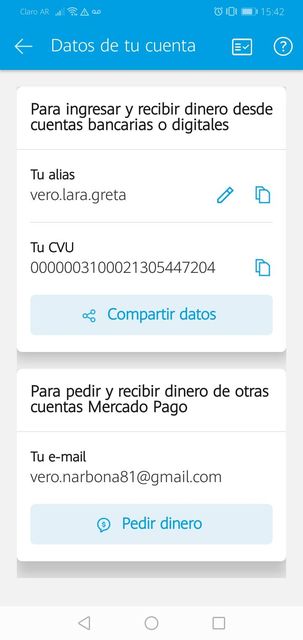 Claro AR 15:42
Datos de tu cuenta
Para ingresar y recibir dinero desde
cuentas bancarias o digitales
Tu alias
vero.lara.greta
Tu CVU
0000003100021305447204
Compartir datos
Para pedir y recibir dinero de otras
cuentas Mercado Pago
Tu e-mail
vero.narbona81@gmail.com
Pedir dinero